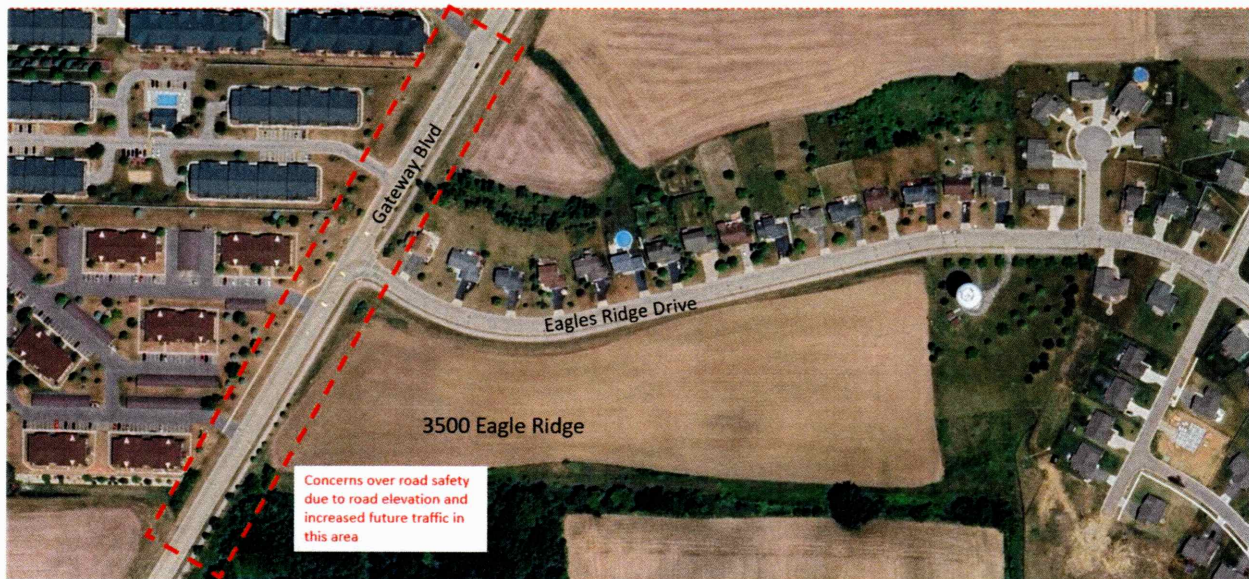 Gateway Blvd
Eagles Ridge Drive
3500 Eagle Ridge
Concerns over road safety
due to road elevation and
increased future traffic in
this area